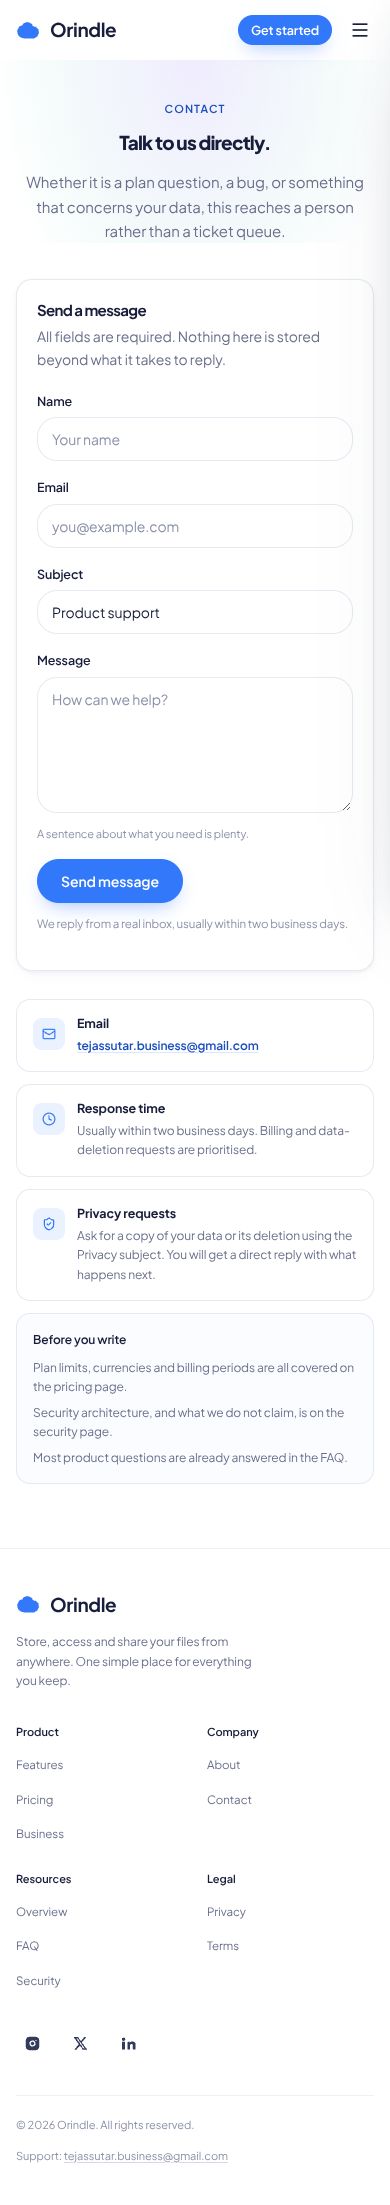 Orindle
Get started
CONTACT
Talk to us directly.
Whether it is a plan question, a bug, or something
that concerns your data, this reaches a person
rather than a ticket queue.
Send a message
All fields are required. Nothing here is stored
beyond what it takes to reply.
Name
Your name
Email
you@example.com
Subject
Product support
Message
How can we help?
A sentence about what you need is plenty.
Send message
We reply from a real inbox, usually within two business days.
Email
tejassutar.business@gmail.com
Response time
Usually within two business days. Billing and data-
deletion requests are prioritised.
Privacy requests
Ask for a copy of your data or its deletion using the
Privacy subject. You will get a direct reply with what
happens next.
Before you write
Plan limits, currencies and billing periods are all covered on
the pricing page.
Security architecture, and what we do not claim, is on the
security page.
Most product questions are already answered in the FAQ.
Orindle
Store, access and share your files from
anywhere. One simple place for everything
you keep.
Product
Features
Pricing
Business
Company
About
Contact
Resources
Overview
FAQ
Security
Legal
Privacy
Terms
© 2026 Orindle. All rights reserved.
Support: tejassutar.business@gmail.com